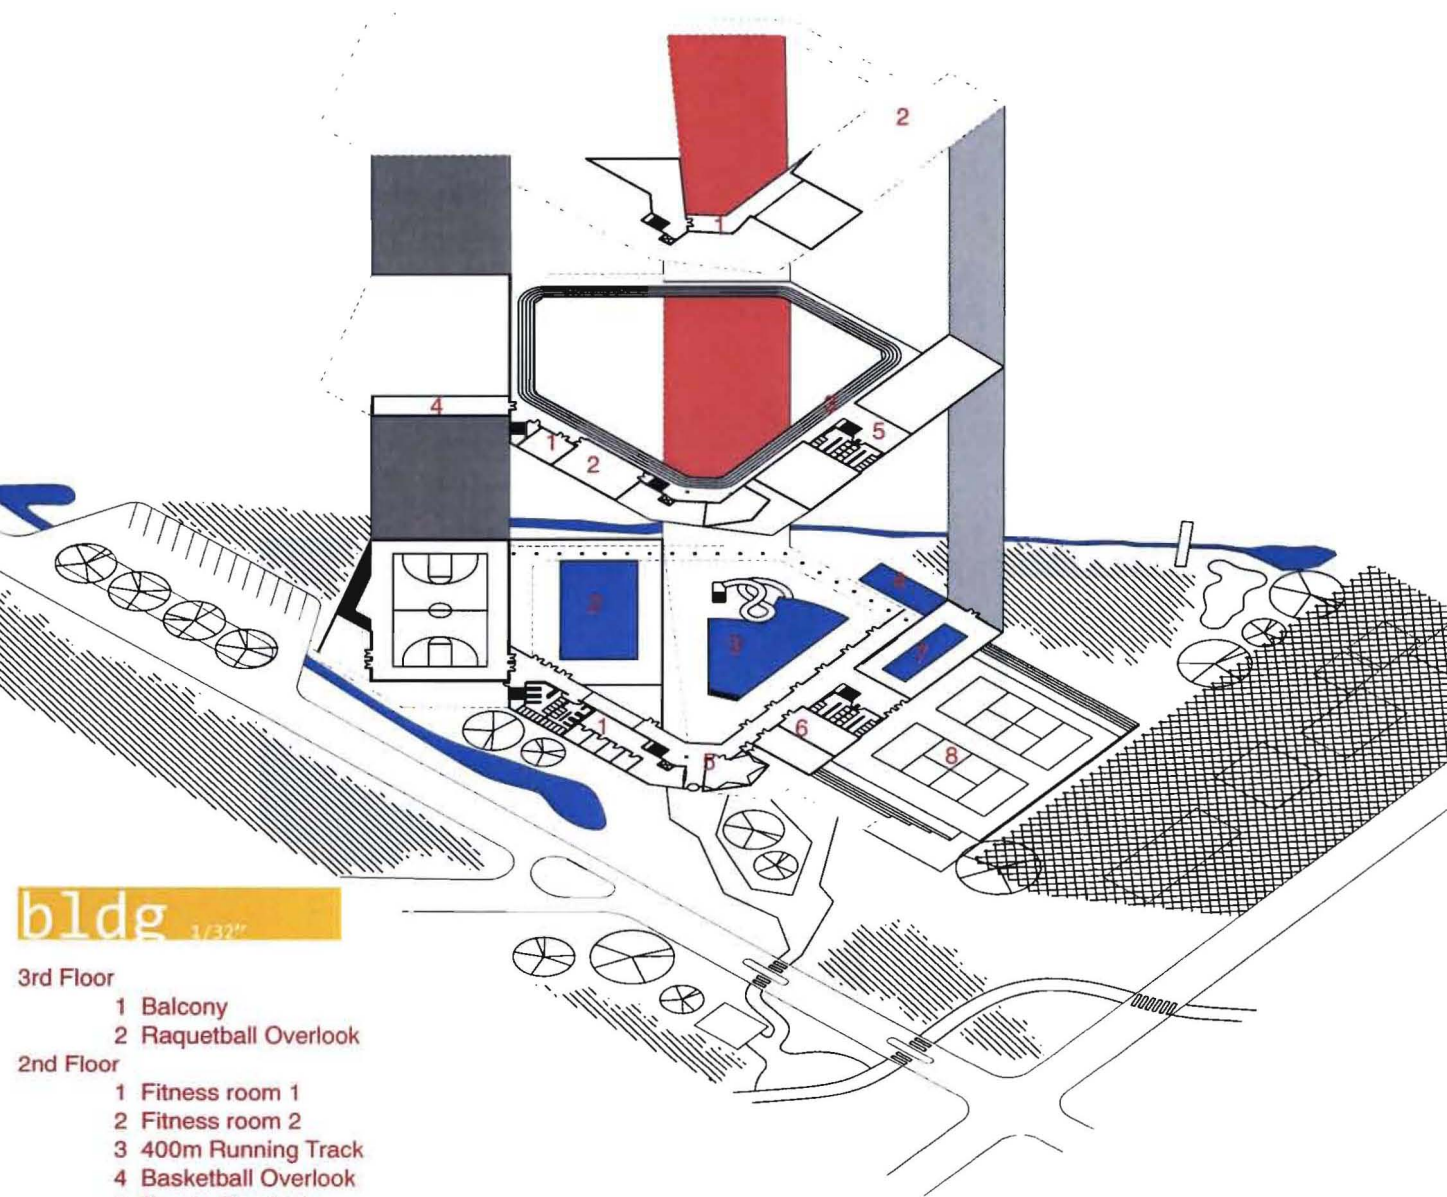 2
1
4
3
1
2
5
2
3
4
7
1
5
6
8
bldg 1/32"
3rd Floor
1 Balcony
2 Raquetball Overlook
2nd Floor
1 Fitness room 1
2 Fitness room 2
3 400m Running Track
4 Basketball Overlook